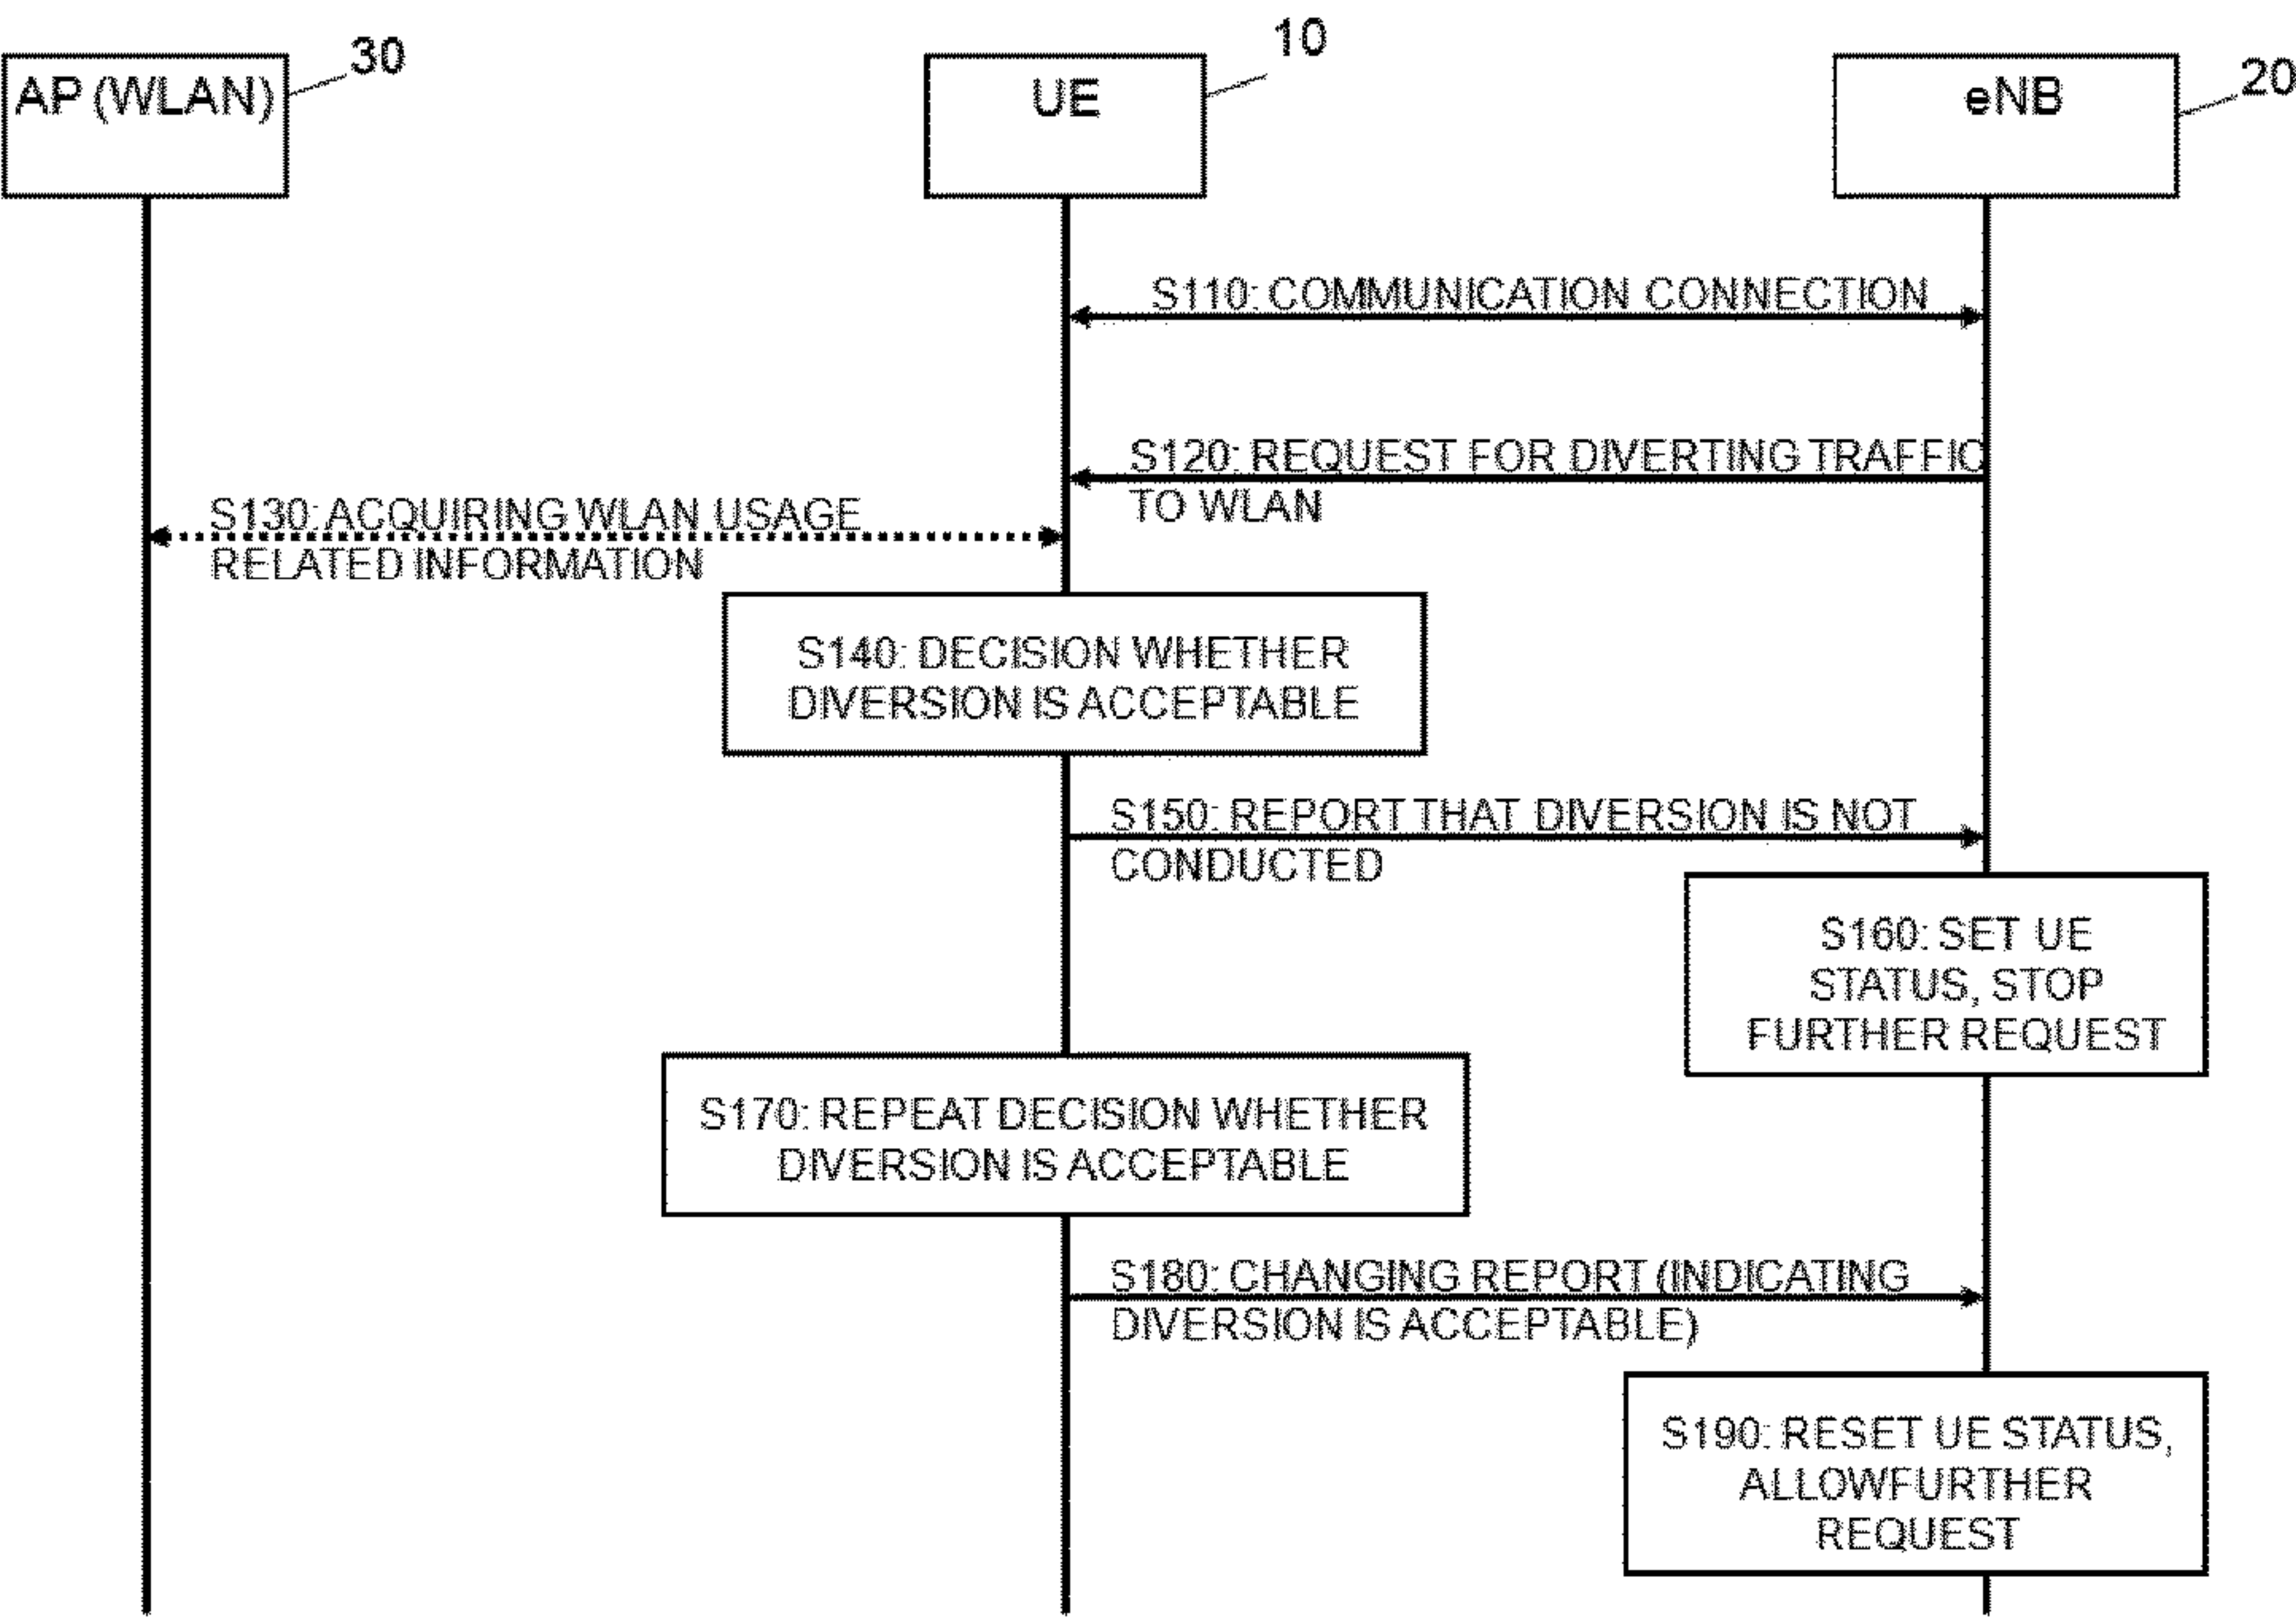 30
10
20
AP (WLAN)
UE
eNB
S110: COMMUNICATION CONNECTION
S120: REQUEST FOR DIVERTING TRAFFIC
TO WLAN
S130: ACQUIRING WLAN USAGE
RELATED INFORMATION
S140: DECISION WHETHER
DIVERSION IS ACCEPTABLE
S150: REPORT THAT DIVERSION IS NOT
CONDUCTED
S160: SET UE
STATUS, STOP
FURTHER REQUEST
S170: REPEAT DECISION WHETHER
DIVERSION IS ACCEPTABLE
S180: CHANGING REPORT (INDICATING
DIVERSION IS ACCEPTABLE)
S190: RESET UE STATUS,
ALLOWFURTHER
REQUEST